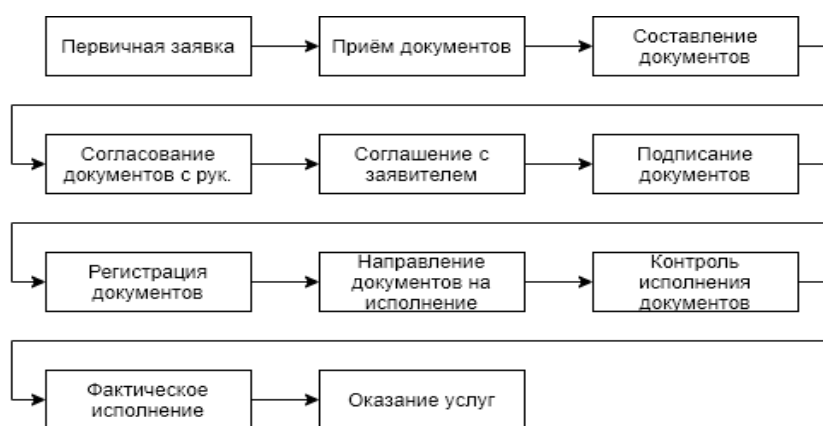 Первичная заявка
Приём документов
Составление
документов
Согласование
документов с рук.
Соглашение с
заявителем
Подписание
документов
Регистрация
документов
Направление
документов на
исполнение
Контроль
исполнения
документов
Фактическое
исполнение
Оказание услуг